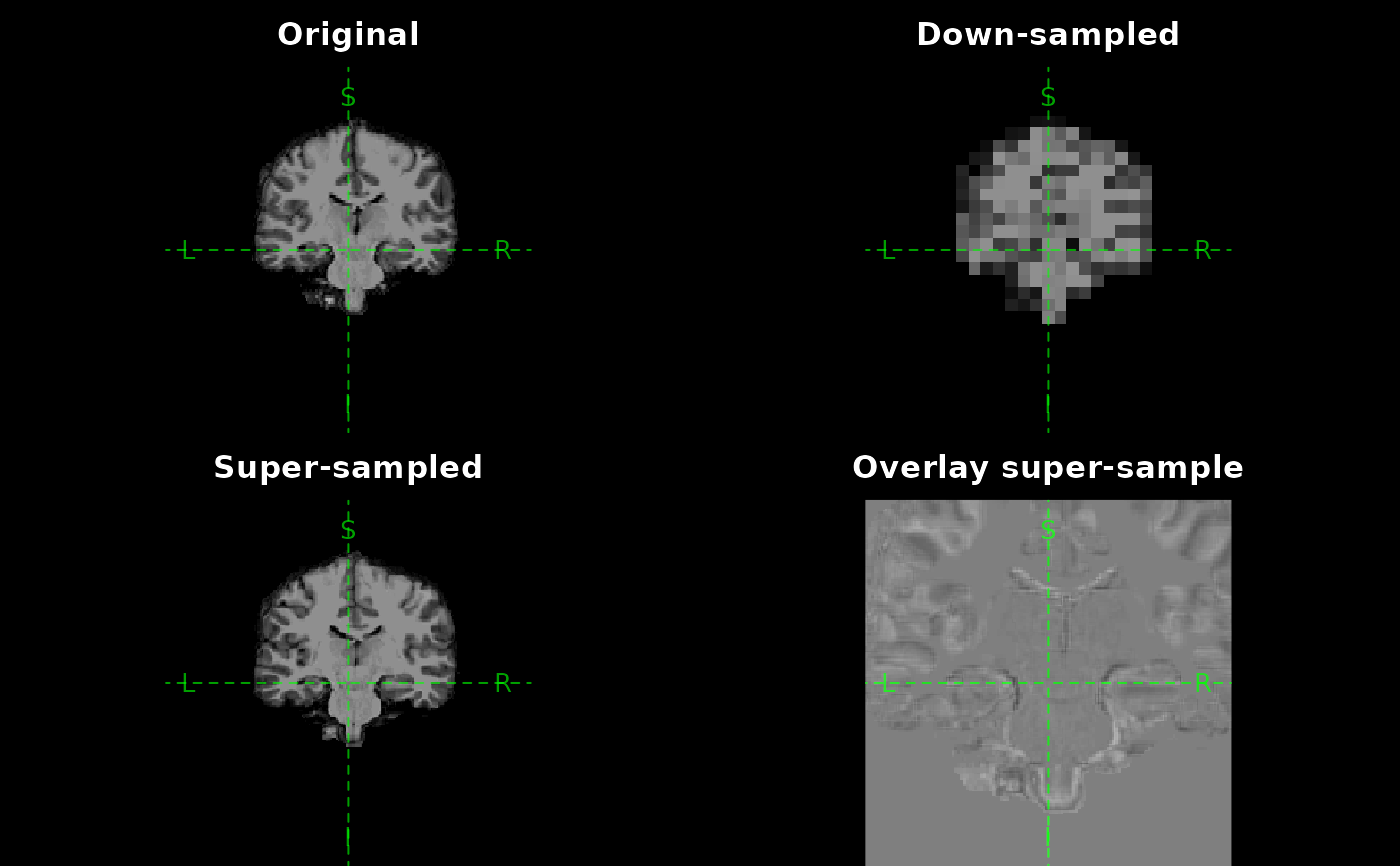 Original
S
L R
I
Down-sampled
S
L R
I
Super-sampled
S
L R
I
Overlay super-sample
S
L R
I